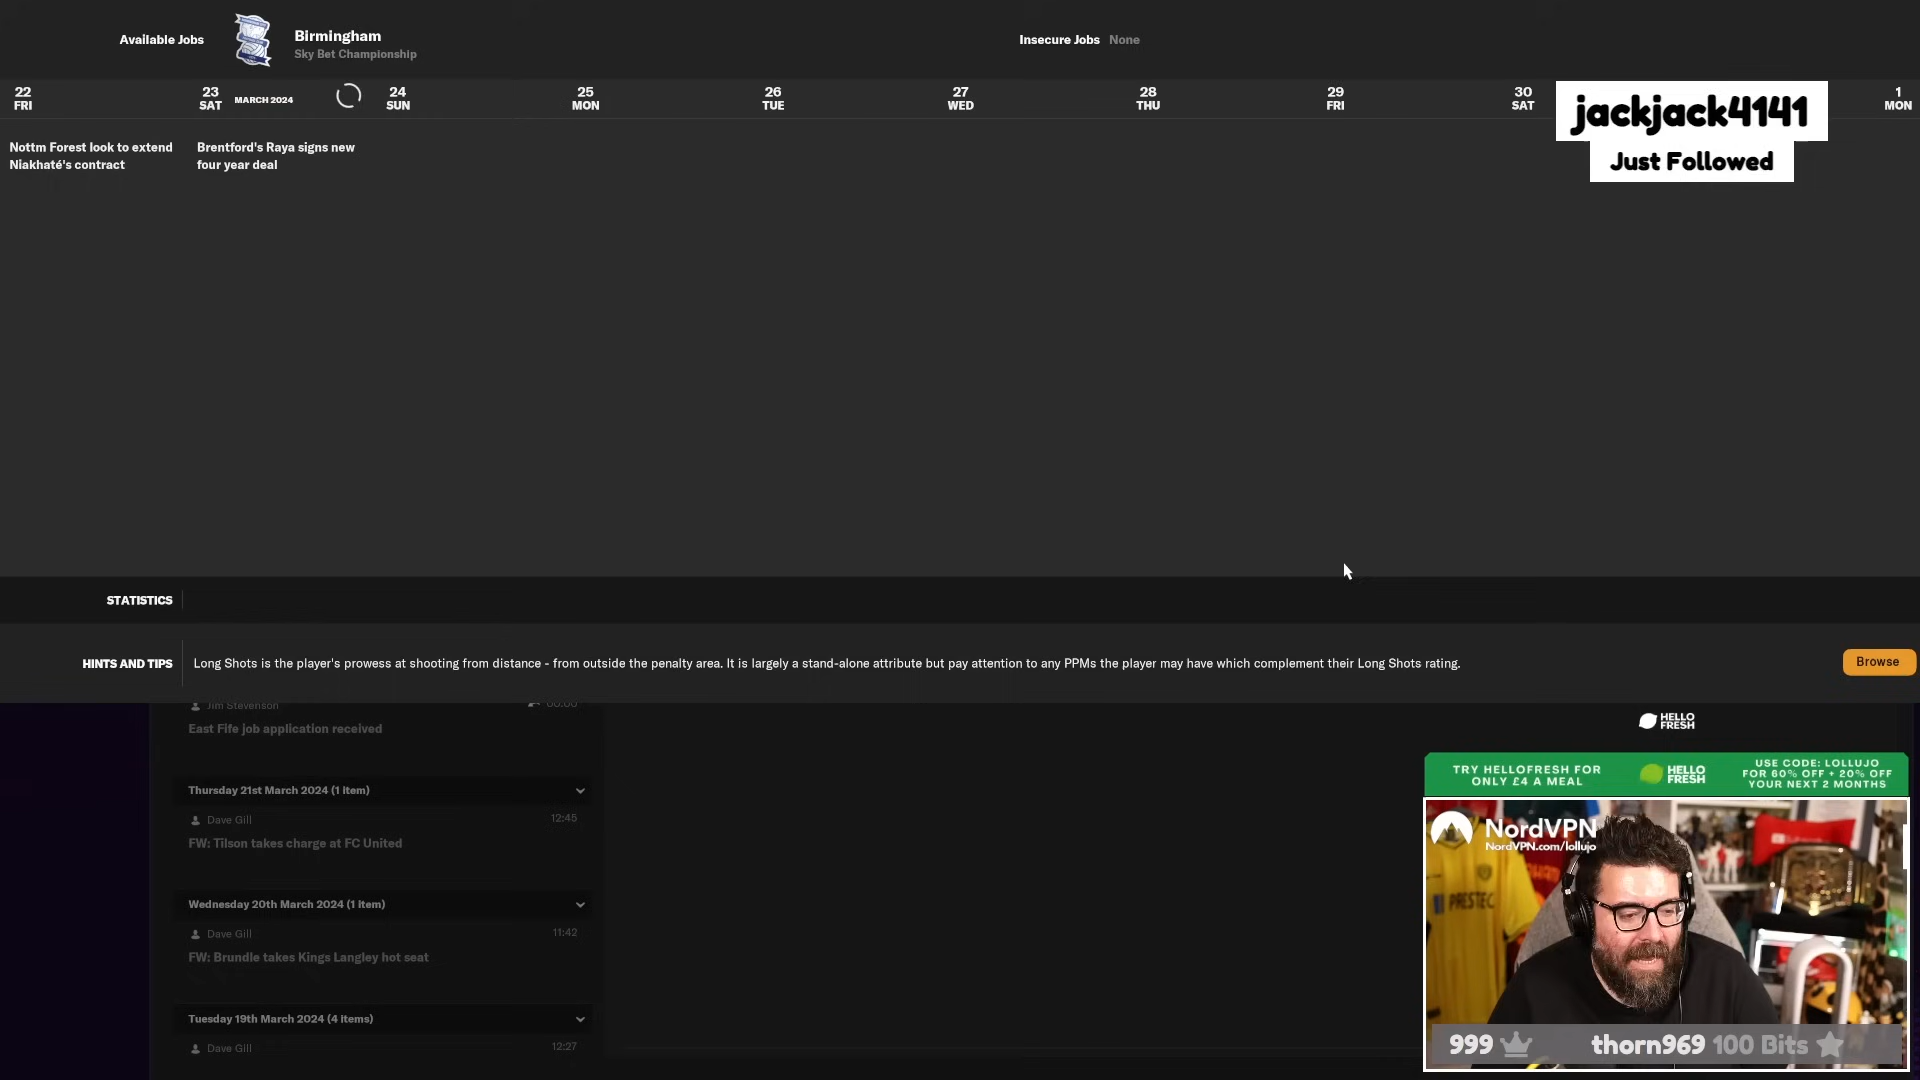 Available Jobs
Birmingham
Sky Bet Championship
Insecure Jobs None
22
FRI
23
SAT
MARCH 2024
24
SUN
25
MON
26
TUE
27
WED
28
THU
29
FRI
30
SAT
1
MON
jackjack4141
Just Followed
Nottm Forest look to extend
Niakhaté's contract
Brentford's Raya signs new
four year deal
STATISTICS
HINTS AND TIPS
Long Shots is the player's prowess at shooting from distance - from outside the penalty area. It is largely a stand-alone attribute but pay attention to any PPMs the player may have which complement their Long Shots rating.
Browse
Jim Stevenson
East Fife job application received
Thursday 21st March 2024 (1 item)
Dave Gill
12:45
FW: Tilson takes charge at FC United
Wednesday 20th March 2024 (1 item)
Dave Gill
11:42
FW: Brundle takes Kings Langley hot seat
Tuesday 19th March 2024 (4 items)
Dave Gill
12:27
HELLO
FRESH
TRY HELLOFRESH FOR
ONLY £4 A MEAL
HELLO
FRESH
USE CODE: LOLLUJO
FOR 60% OFF + 20% OFF
YOUR NEXT 2 MONTHS
NordVPN
NordVPN.com/lollujo
PRESTEC
999
thorn969 100 Bits